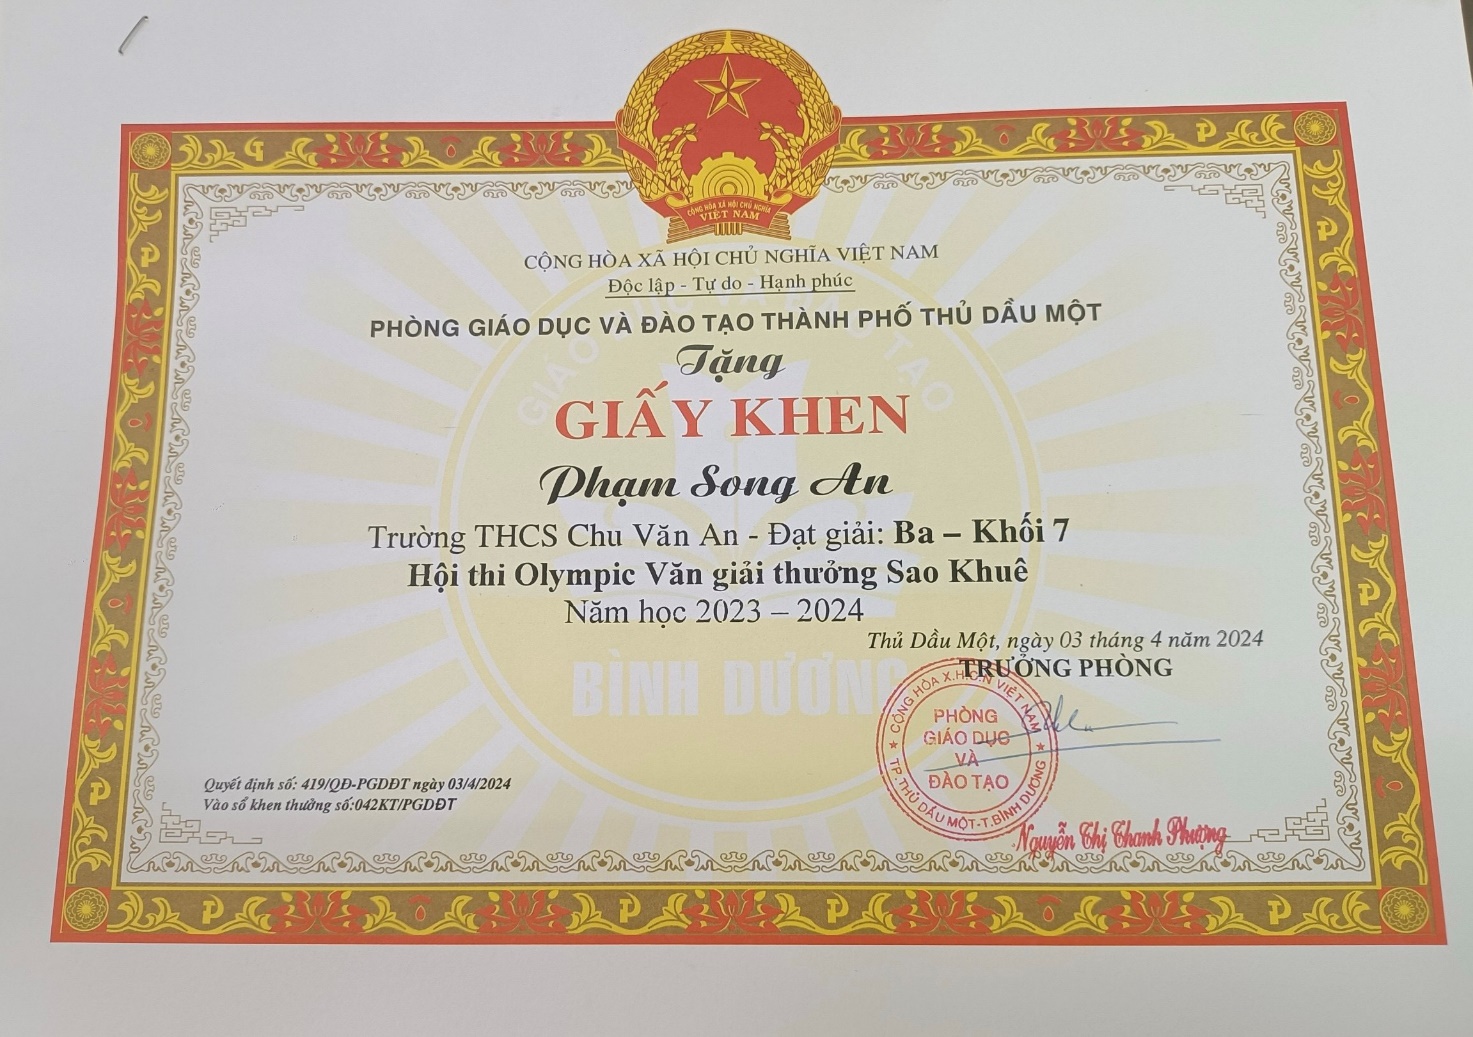 CỘNG HÒA XÃ HỘI CHỦ NGHĨA
VIỆT NAM
CỘNG HÒA XÃ HỘI CHỦ NGHĨA VIỆT NAM
Độc lập - Tự do - Hạnh phúc
PHÒNG GIÁO DỤC VÀ ĐÀO TẠO THÀNH PHỐ THỦ DẦU MỘT
Tặng
GIẤY KHEN
Phạm Song An
Trường THCS Chu Văn An - Đạt giải: Ba – Khối 7
Hội thi Olympic Văn giải thưởng Sao Khuê
Năm học 2023 – 2024
Thủ Dầu Một, ngày 03 tháng 4 năm 2024
TRƯỞNG PHÒNG
BÌNH DƯƠNG
CỘNG HÒA X.H.C.N VIỆT NAM
PHÒNG
GIÁO DỤC
VÀ
ĐÀO TẠO
TP.THỦ DẦU MỘT-T.BÌNH DƯƠNG
Quyết định số: 419/QĐ-PGDĐT ngày 03/4/2024
Vào sổ khen thưởng số:042KT/PGDĐT
Nguyễn Thị Thanh Phượng